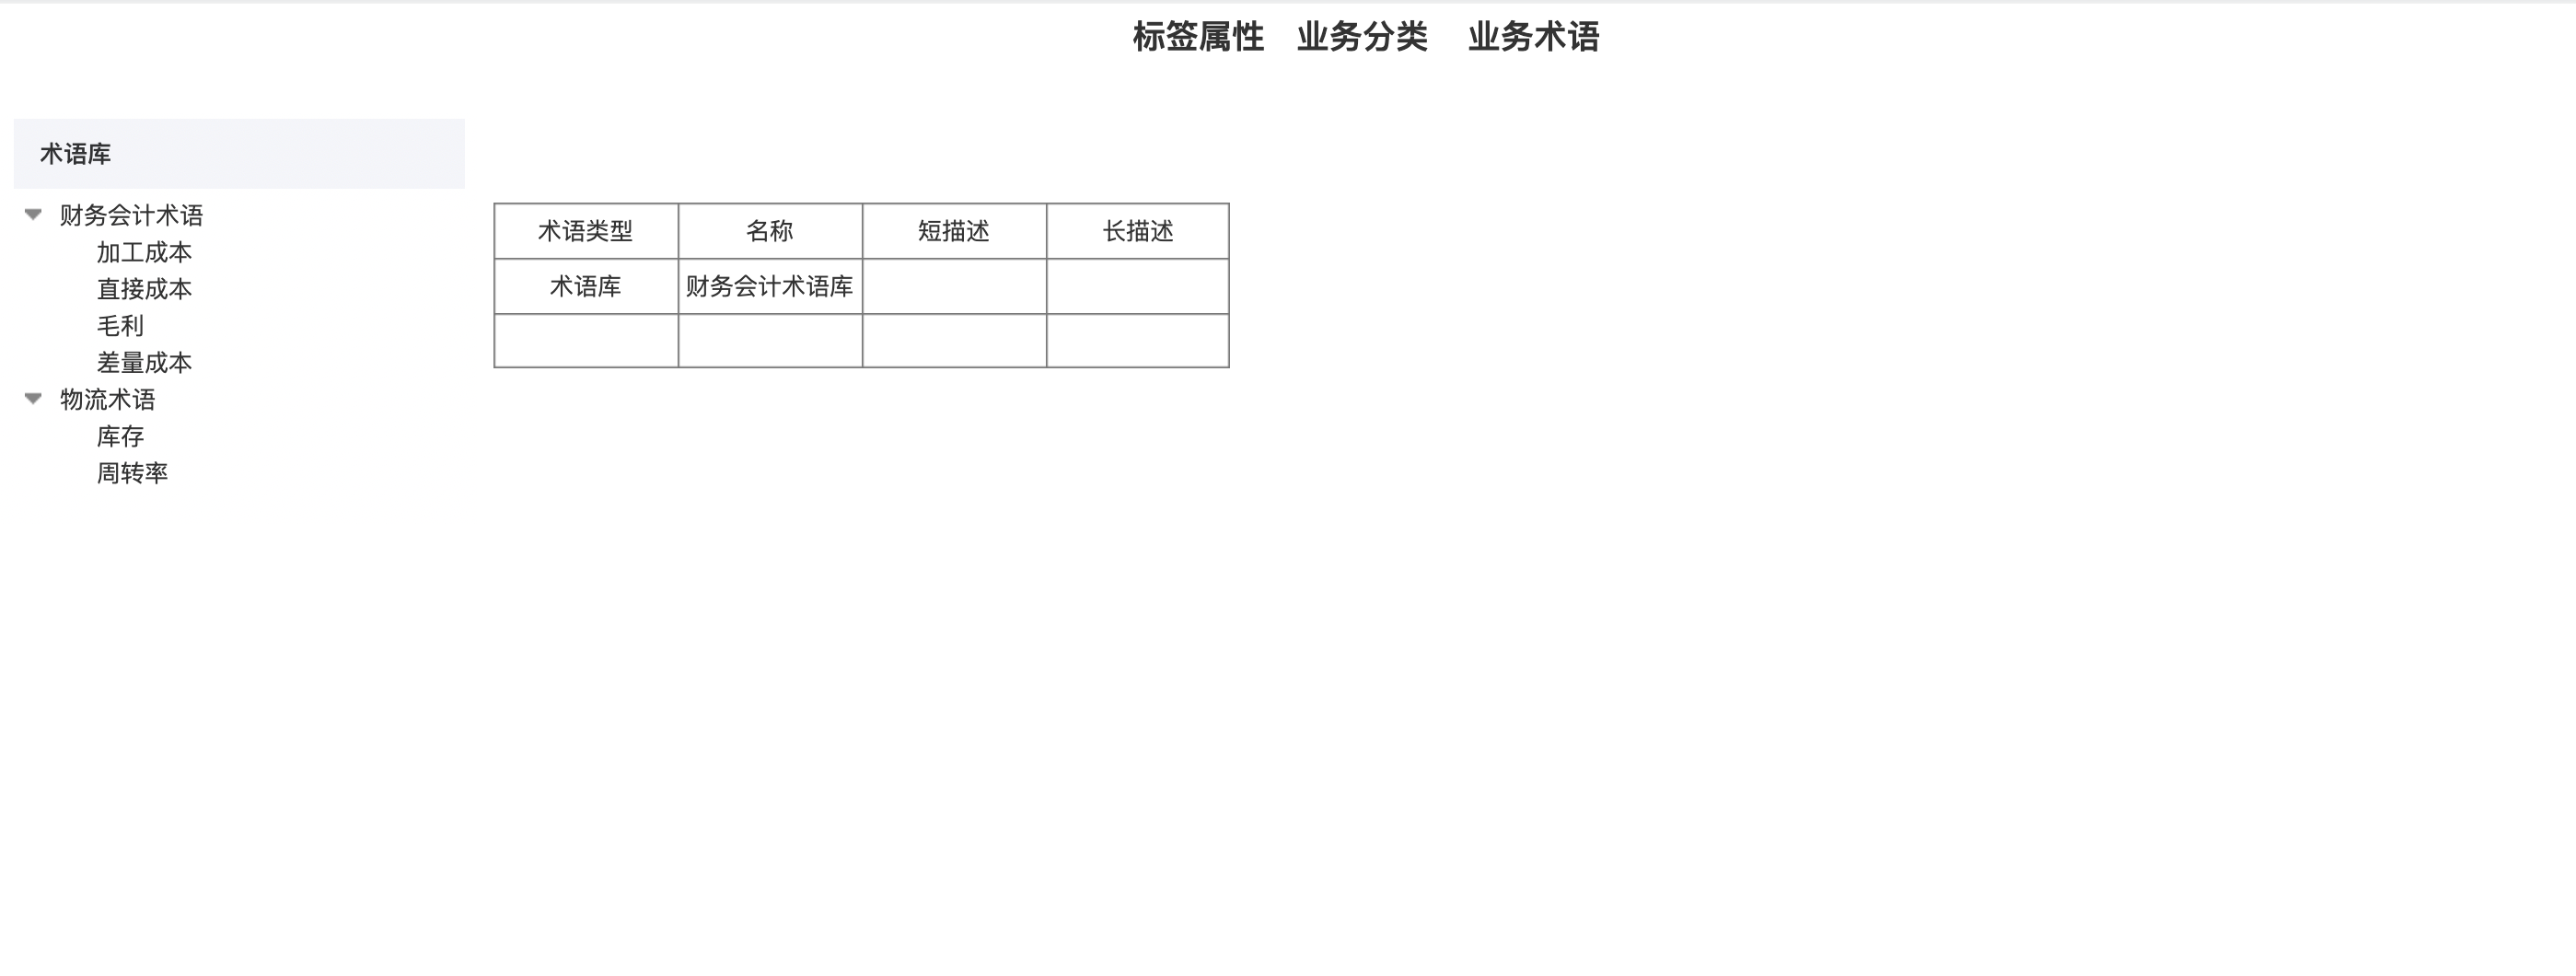 标签属性 业务分类 业务术语
术语库
财务会计术语
加工成本
直接成本
毛利
差量成本
物流术语
库存
周转率
术语类型 名称 短描述 长描述
术语库 财务会计术语库